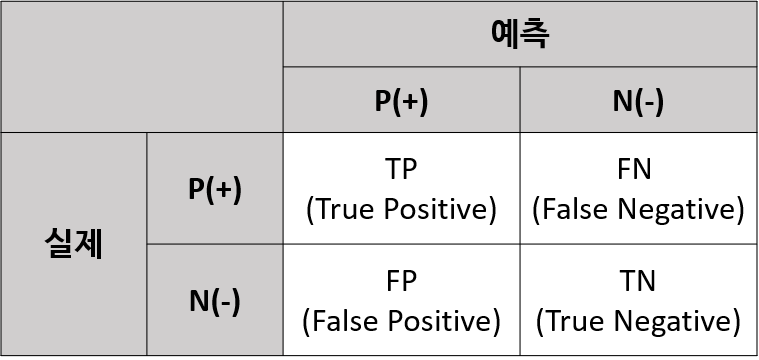 예측
P(+)
N(-)
실제
P(+)
TP
(True Positive)
FN
(False Negative)
N(-)
FP
(False Positive)
TN
(True Negative)